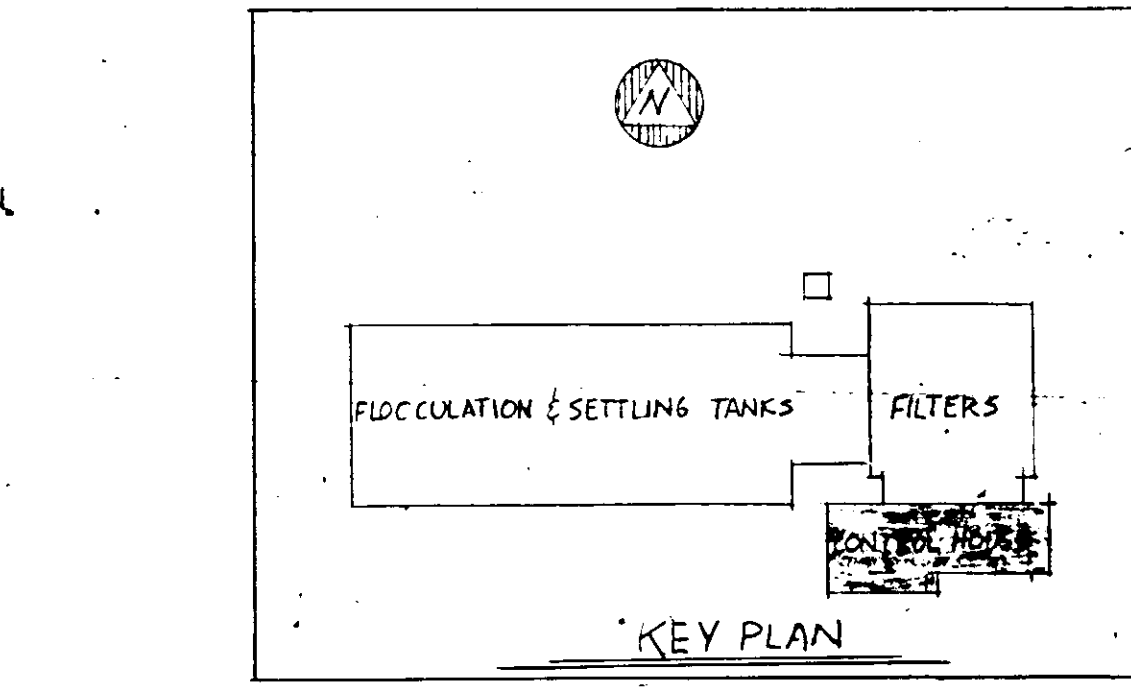 N
FLOCCULATION & SETTLING TANKS
FILTERS
CONTROL HOUSE
KEY PLAN